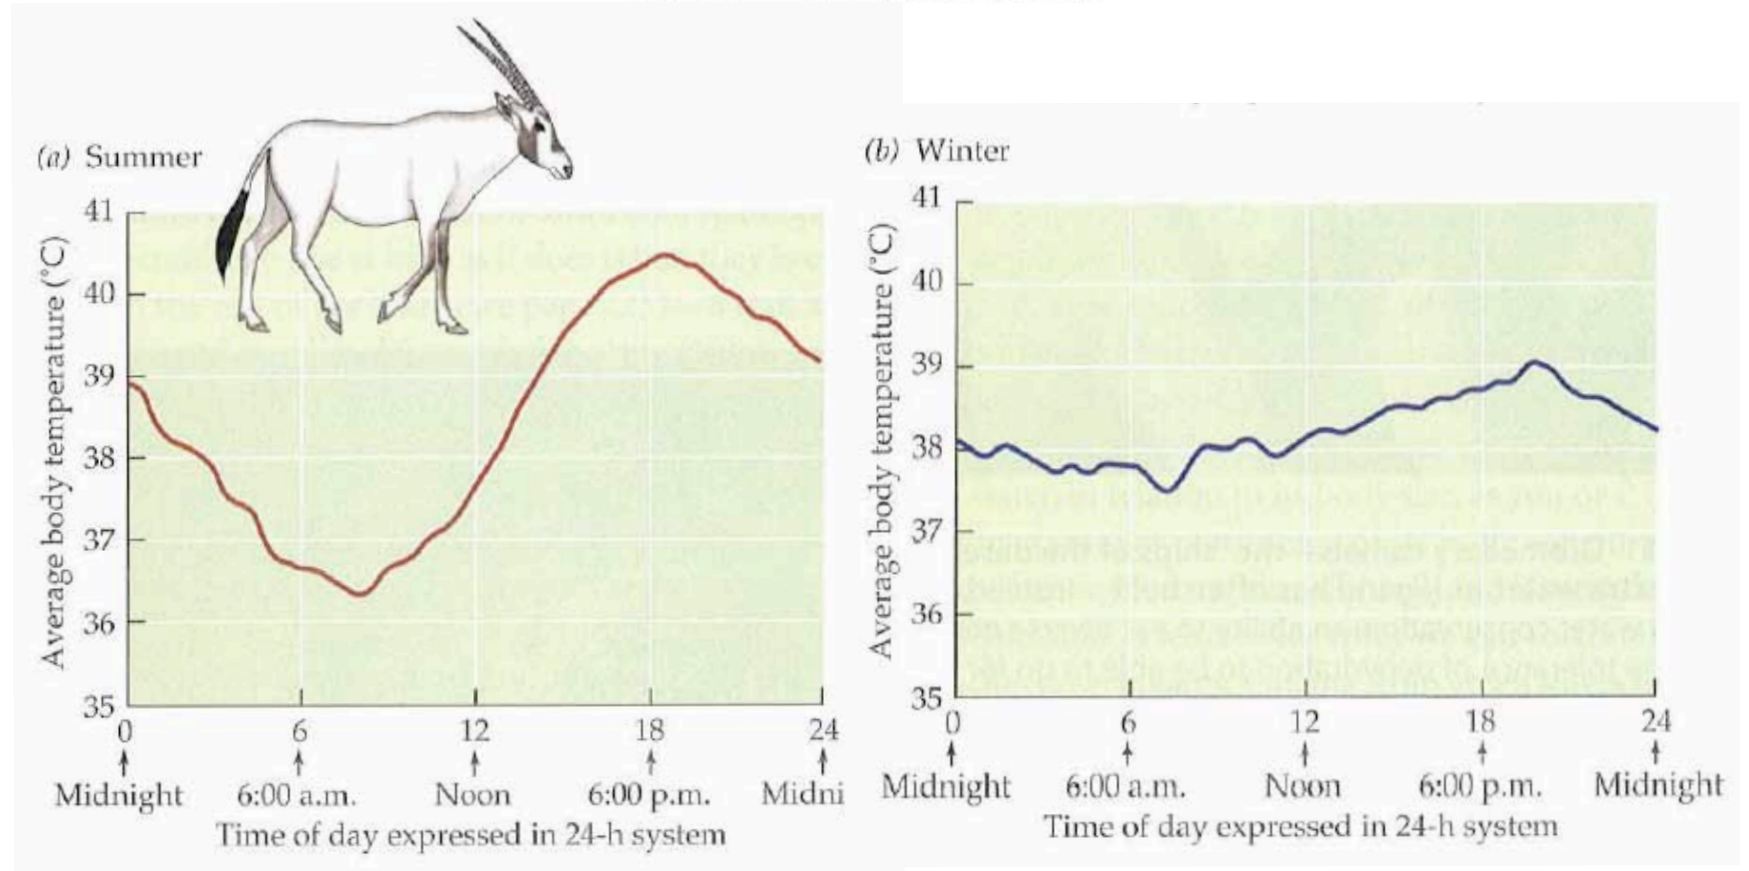 (a) Summer
Average body temperature (°C)
41
40
39
38
37
36
35
0 6 12 18 24
Midnight 6:00 a.m. Noon 6:00 p.m. Midni
Time of day expressed in 24-h system
(b) Winter
Average body temperature (°C)
41
40
39
38
37
36
35
0 6 12 18 24
Midnight 6:00 a.m. Noon 6:00 p.m. Midnight
Time of day expressed in 24-h system